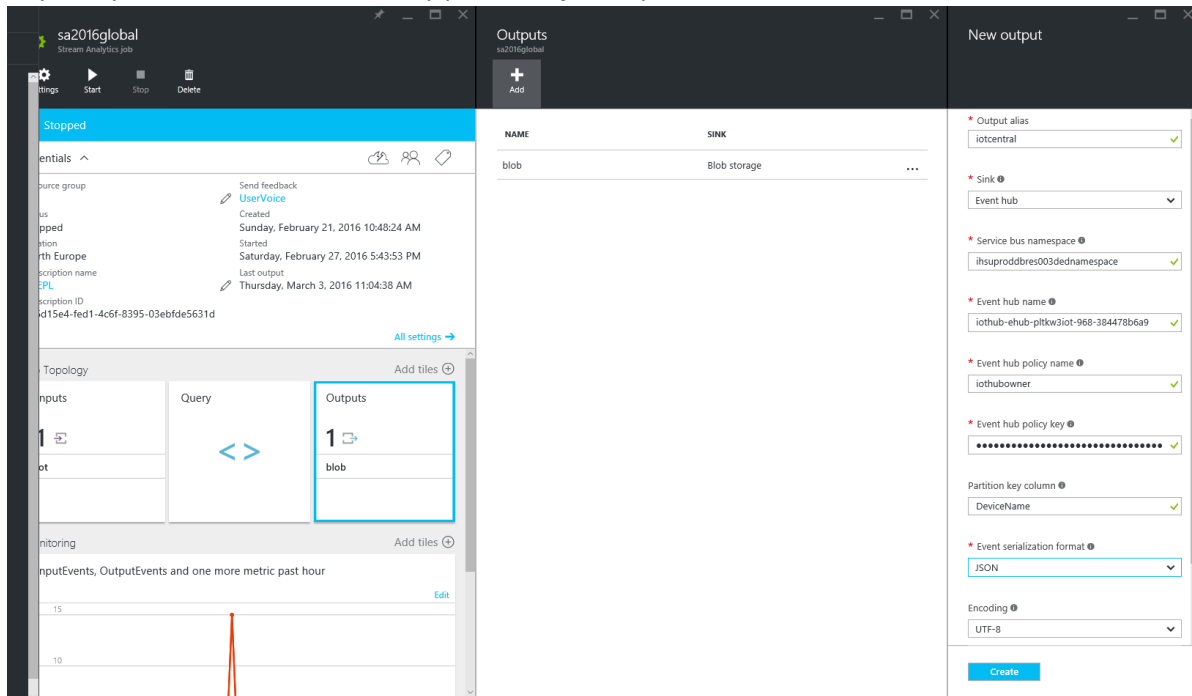 sa2016global
Stream Analytics job
ttings
Start
Stop
Delete
Stopped
entials
ource group
Send feedback
UserVoice
us
pped
Created
Sunday, February 21, 2016 10:48:24 AM
ation
rth Europe
Started
Saturday, February 27, 2016 5:43:53 PM
scription name
EPL
Last output
Thursday, March 3, 2016 11:04:38 AM
scription ID
d15e4-fed1-4c6f-8395-03ebfde5631d
All settings →
Topology
Add tiles
nputs
1
ot
Query
< >
Outputs
1
blob
nitoring
Add tiles
nputEvents, OutputEvents and one more metric past hour
Edit
15
10
Outputs
sa2016global
Add
NAME
SINK
blob
Blob storage
...
New output
* Output alias
iotcentral
* Sink
Event hub
* Service bus namespace
ihsuproddbres003dednamespace
* Event hub name
iothub-ehub-pltkw3iot-968-384478b6a9
* Event hub policy name
iothubowner
* Event hub policy key
••••••••••••••••••••••••••••••••
Partition key column
DeviceName
* Event serialization format
JSON
Encoding
UTF-8
Create